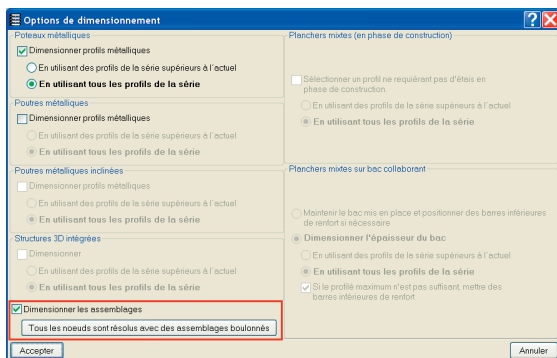 Options de dimensionnement
Poteaux métalliques
Dimensionner profils métalliques
En utilisant des profils de la série supérieurs à l'actuel
En utilisant tous les profils de la série
Poutres métalliques
Dimensionner profils métalliques
En utilisant des profils de la série supérieurs à l'actuel
En utilisant tous les profils de la série
Poutres métalliques inclinées
Dimensionner profils métalliques
En utilisant des profils de la série supérieurs à l'actuel
En utilisant tous les profils de la série
Structures 3D intégrées
Dimensionner
En utilisant des profils de la série supérieurs à l'actuel
En utilisant tous les profils de la série
Dimensionner les assemblages
Tous les noeuds sont résolus avec des assemblages boulonnés
Planchers mixtes (en phase de construction)
Sélectionner un profil ne requiérant pas d'étais en
phase de construction.
En utilisant des profils de la série supérieurs à l'actuel
En utilisant tous les profils de la série
Planchers mixtes sur bac collaborant
Maintenir le bac mis en place et positionner des barres inférieures
de renfort si nécessaire
Dimensionner l'épaisseur du bac
En utilisant des profils de la série supérieurs à l'actuel
En utilisant tous les profils de la série
Si le profilé maximum n'est pas suffisant, mettre des
barres inférieures de renfort
Accepter
Annuler